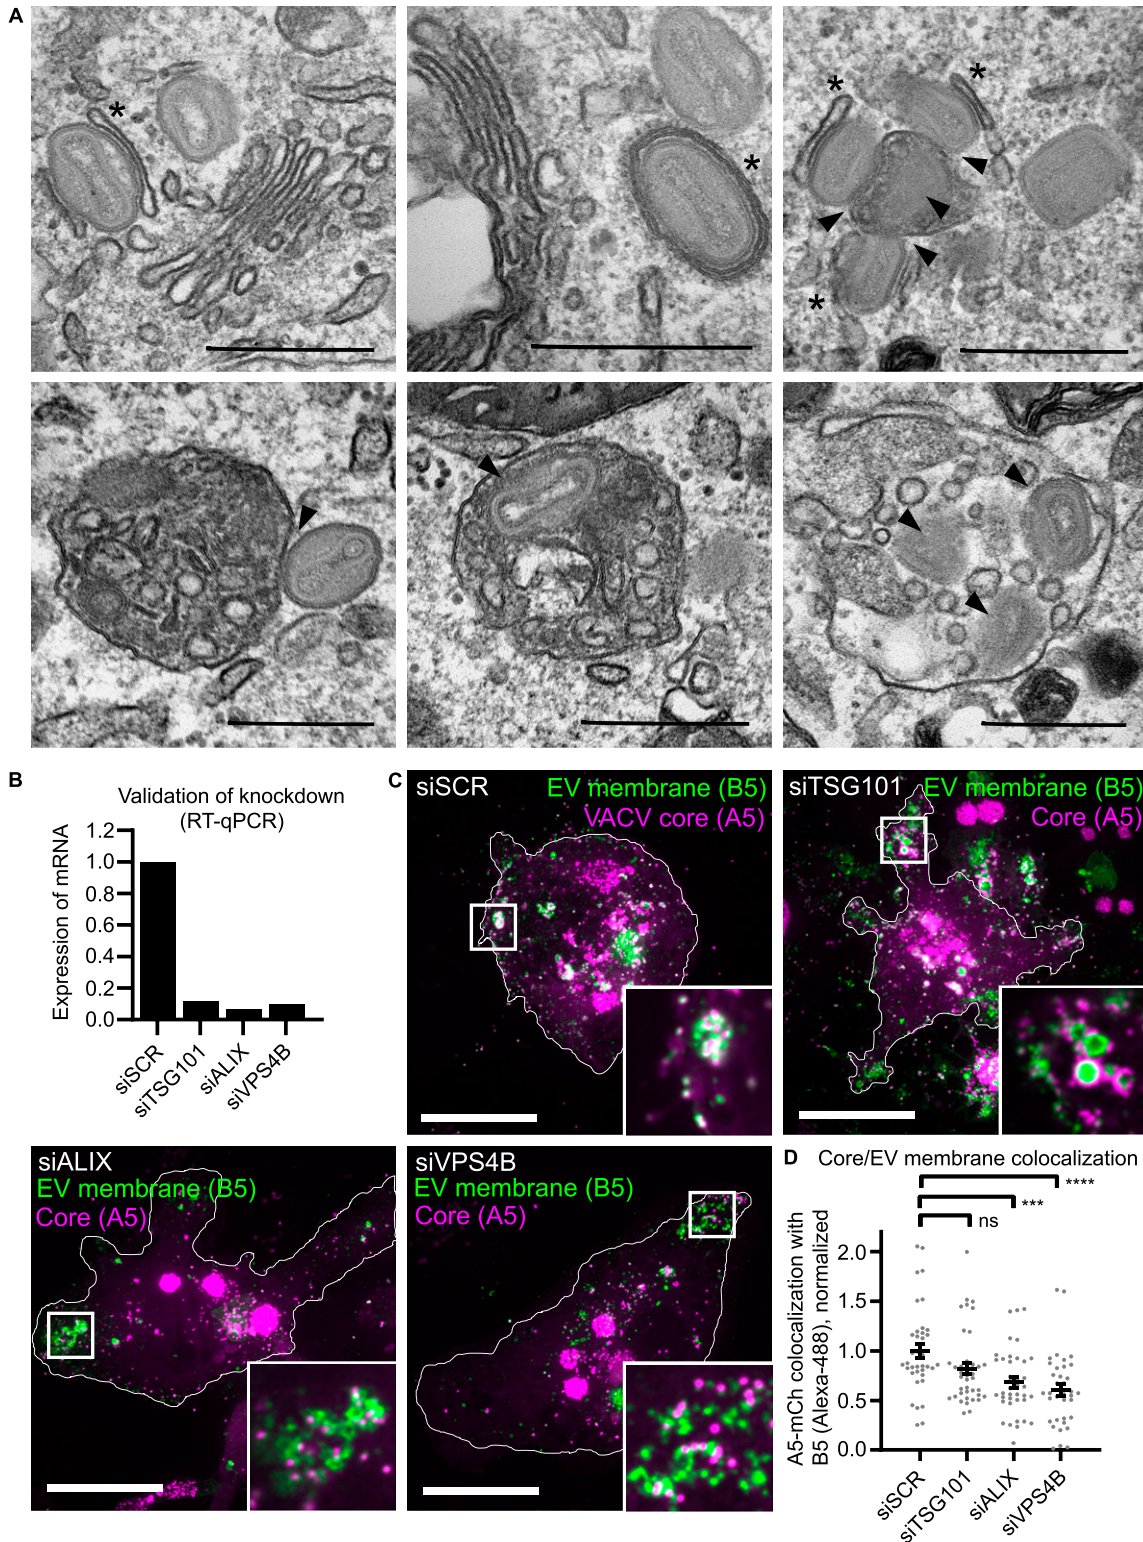 A
*
*
*
*
*
B
Validation of knockdown
(RT-qPCR)
Expression of mRNA
1.2
1.0
0.8
0.6
0.4
0.2
0.0
siSCR
siTSG101
siALIX
siVPS4B
C
siSCR
EV membrane (B5)
VACV core (A5)
siTSG101
EV membrane (B5)
Core (A5)
siALIX
EV membrane (B5)
Core (A5)
siVPS4B
EV membrane (B5)
Core (A5)
D
Core/EV membrane colocalization
****
***
ns
A5-mCh colocalization with
B5 (Alexa-488), normalized
2.0
1.5
1.0
0.5
0.0
siSCR
siTSG101
siALIX
siVPS4B